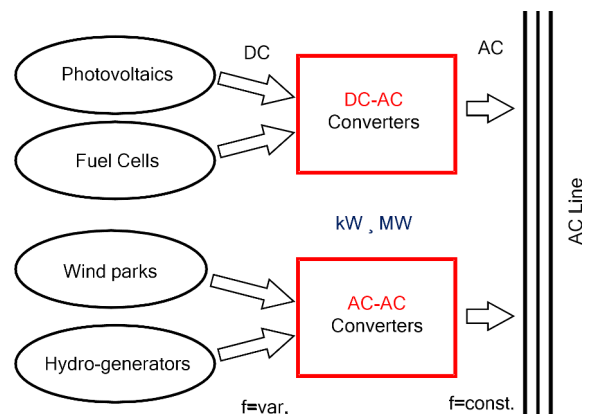 DC
AC
Photovoltaics
DC-AC
Converters
Fuel Cells
AC Line
kW , MW
Wind parks
AC-AC
Converters
Hydro-generators
f=var,
f=const.